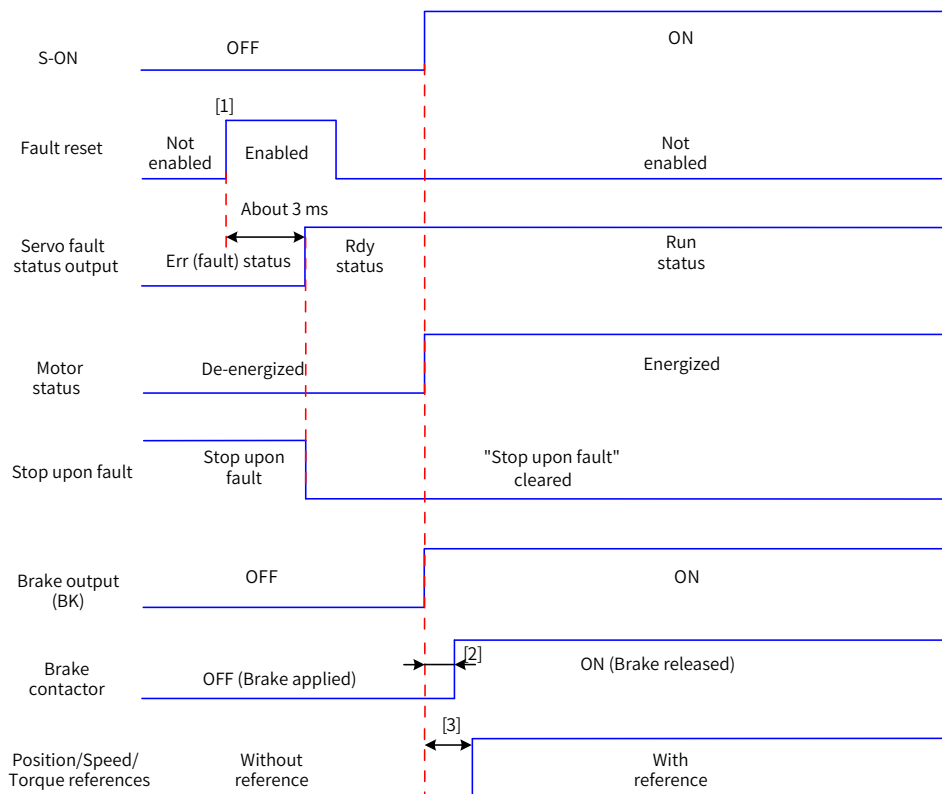 S-ON
OFF
ON
[1]
Fault reset
Not
enabled
Enabled
Not
enabled
About 3 ms
Servo fault
status output
Err (fault) status
Rdy
status
Run
status
Motor
status
De-energized
Energized
Stop upon fault
Stop upon
fault
"Stop upon fault"
cleared
Brake output
(BK)
OFF
ON
Brake
contactor
OFF (Brake applied)
[2]
ON (Brake released)
[3]
Position/Speed/
Torque references
Without
reference
With
reference